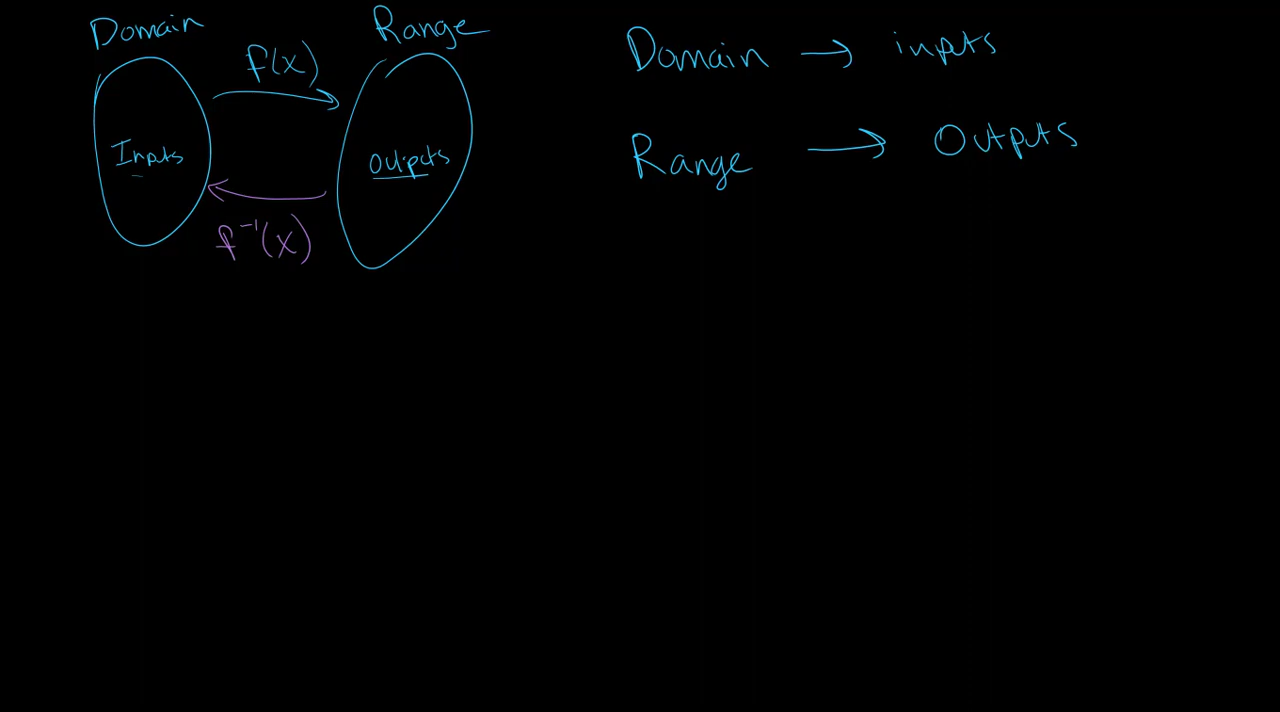 Domain
Range
f(x)
Inputs
Outputs
f⁻¹(x)
Domain → inputs
Range → Outputs